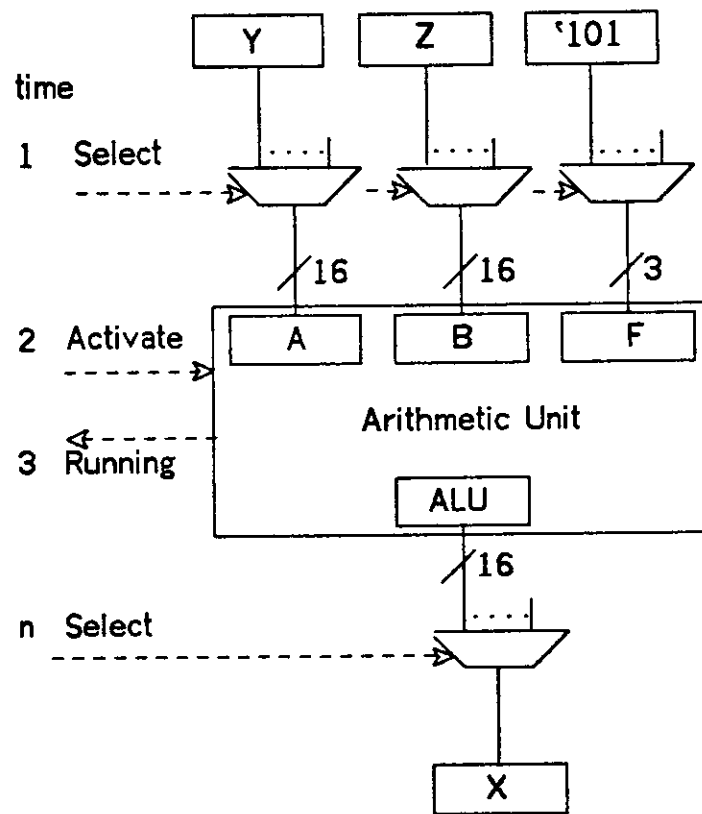 Y Z '101
time
1 Select
16 16 3
2 Activate
A B F
Arithmetic Unit
3 Running
ALU
16
n Select
X